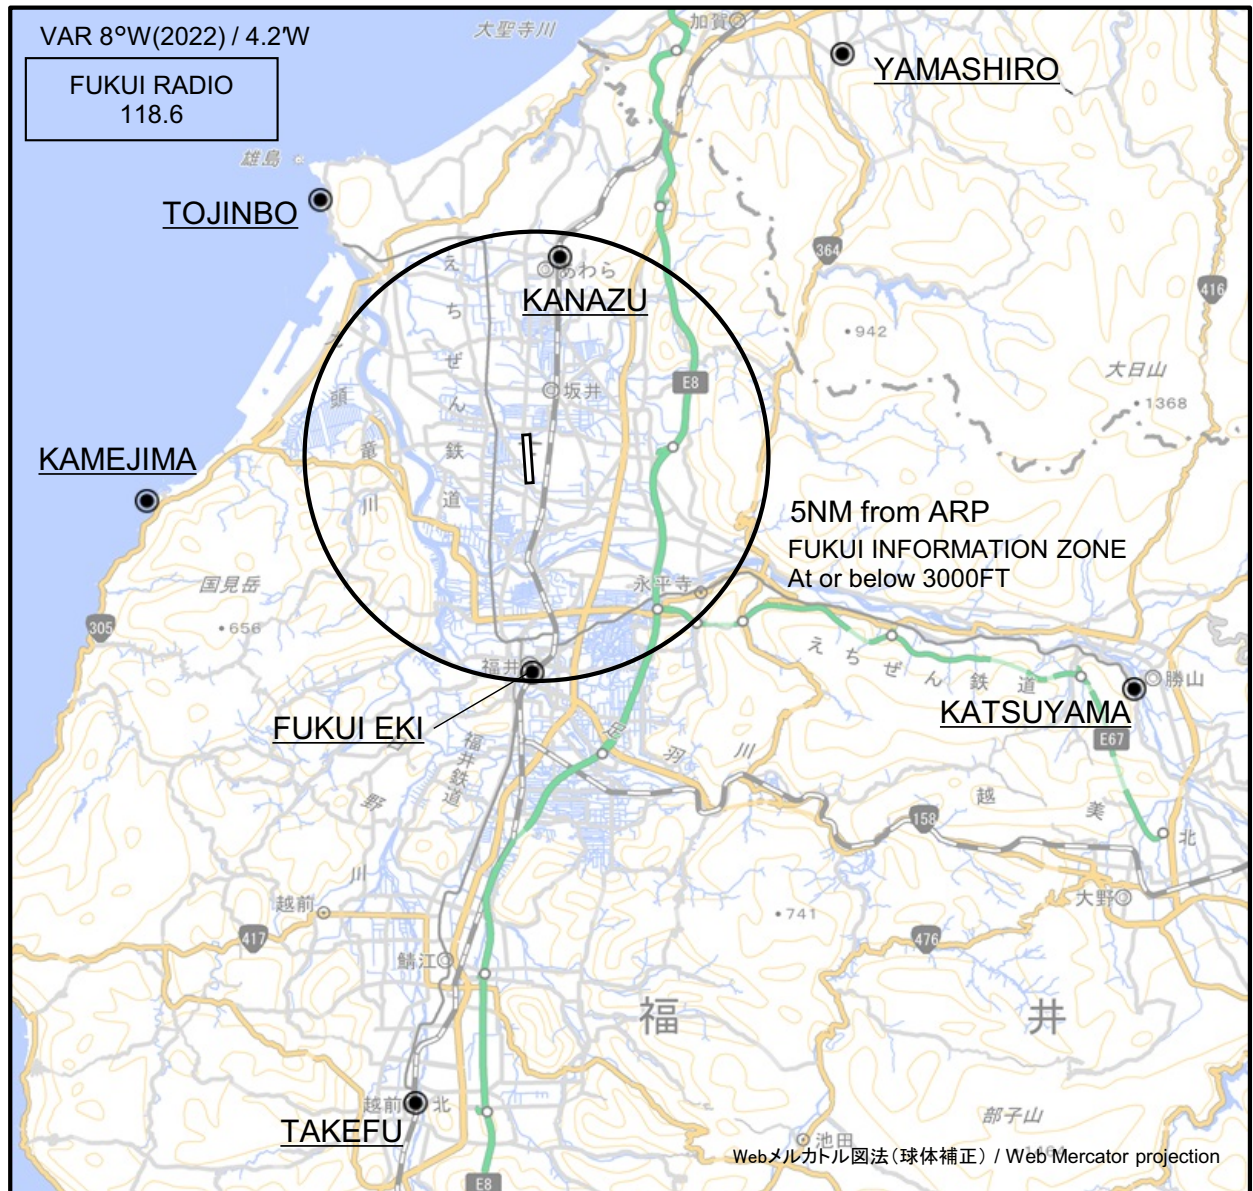 VAR 8°W(2022) / 4.2'W
FUKUI RADIO
118.6
大聖寺川
加賀
YAMASHIRO
雄島
TOJINBO
364
416
あわら
KANAZU
えちぜん鉄道
942
大日山
1368
E8
坂井
九頭竜川
KAMEJIMA
5NM from ARP
FUKUI INFORMATION ZONE
At or below 3000FT
国見岳
656
305
永平寺
えちぜん鉄道
勝山
KATSUYAMA
E67
福井
FUKUI EKI
福井鉄道
足羽川
日野川
越美北
158
大野
越前
417
鯖江
741
476
福井
越前
北
TAKEFU
部子山
池田
E8
Webメルカトル図法(球体補正) / Web Mercator projection